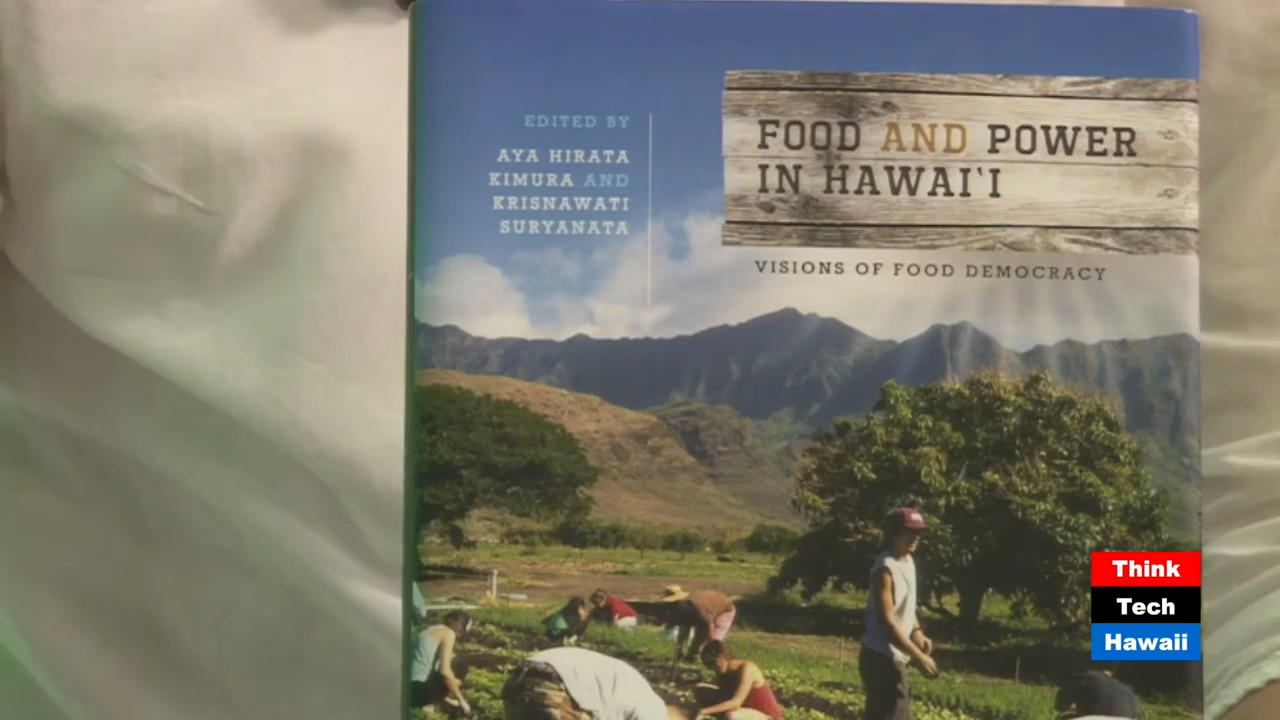 EDITED BY
AYA HIRATA
KIMURA AND
KRISNAWATI
SURYANATA
FOOD AND POWER
IN HAWAI'I
VISIONS OF FOOD DEMOCRACY
Think
Tech
Hawaii